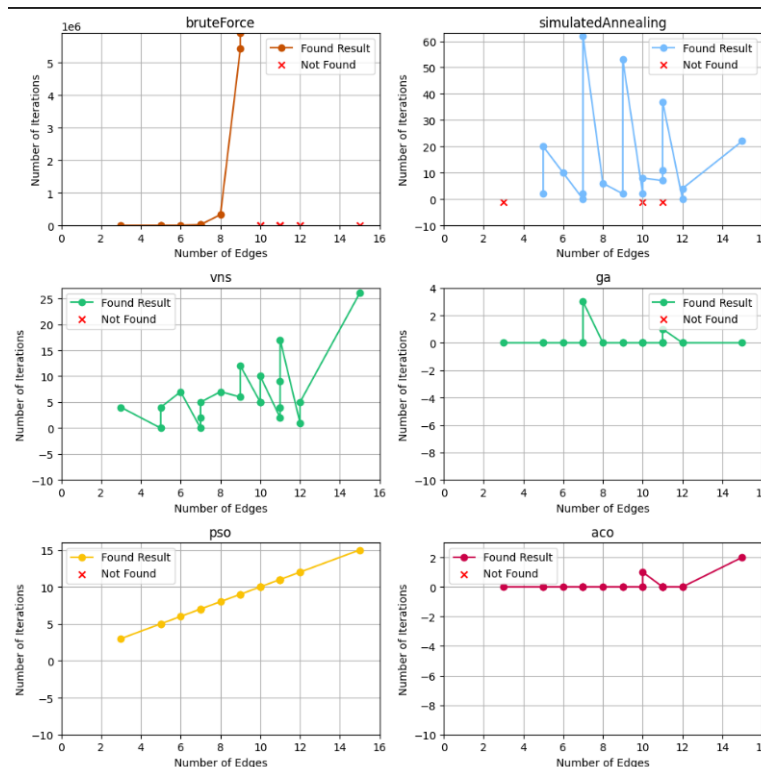 bruteForce
1e6
5
4
3
2
1
0
Number of Iterations
Found Result
Not Found
0 2 4 6 8 10 12 14 16
Number of Edges
simulatedAnnealing
60
50
40
30
20
10
0
−10
Number of Iterations
Found Result
Not Found
0 2 4 6 8 10 12 14 16
Number of Edges
vns
25
20
15
10
5
0
−5
−10
Number of Iterations
Found Result
Not Found
0 2 4 6 8 10 12 14 16
Number of Edges
ga
4
2
0
−2
−4
−6
−8
−10
Number of Iterations
Found Result
Not Found
0 2 4 6 8 10 12 14 16
Number of Edges
pso
15
10
5
0
−5
−10
Number of Iterations
Found Result
Not Found
0 2 4 6 8 10 12 14 16
Number of Edges
aco
2
0
−2
−4
−6
−8
−10
Number of Iterations
Found Result
Not Found
0 2 4 6 8 10 12 14 16
Number of Edges